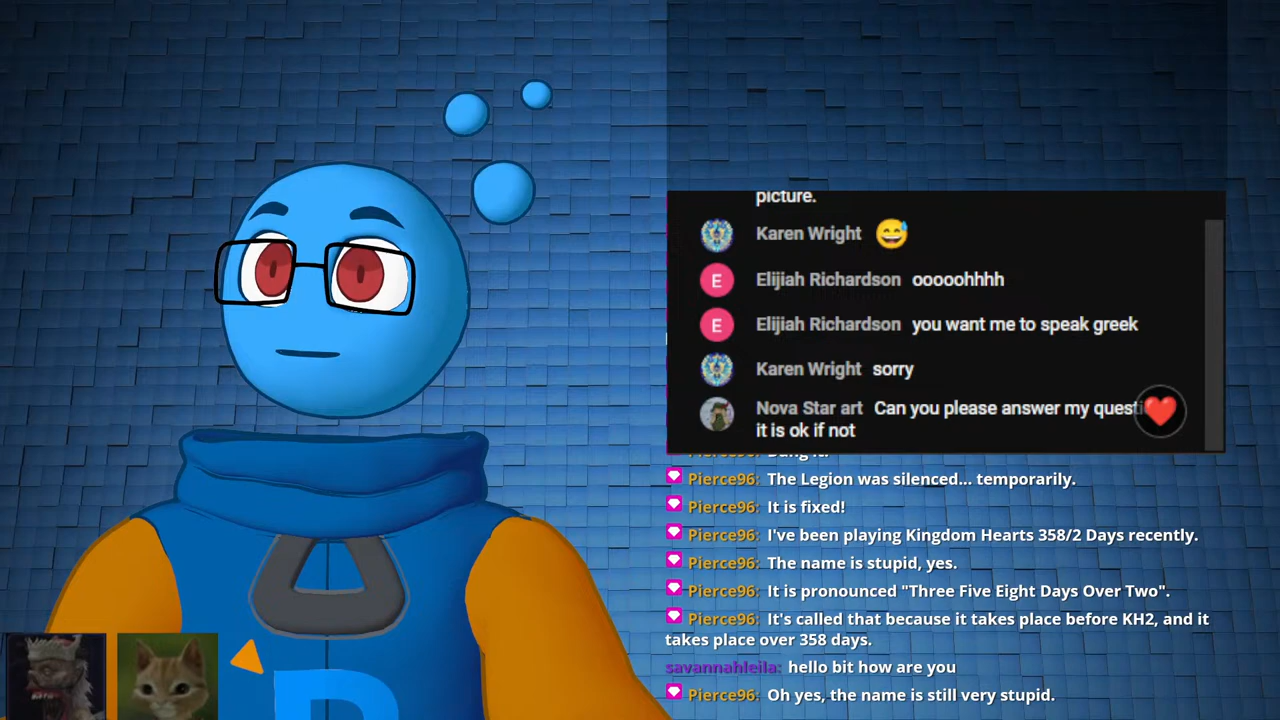 picture.
Karen Wright 😅
Elijiah Richardson ooooohhhh
Elijiah Richardson you want me to speak greek
Karen Wright sorry
Nova Star art Can you please answer my questi
it is ok if not
Pierce96: Dang it.
Pierce96: The Legion was silenced... temporarily.
Pierce96: It is fixed!
Pierce96: I've been playing Kingdom Hearts 358/2 Days recently.
Pierce96: The name is stupid, yes.
Pierce96: It is pronounced "Three Five Eight Days Over Two".
Pierce96: It's called that because it takes place before KH2, and it
takes place over 358 days.
savannahleila: hello bit how are you
Pierce96: Oh yes, the name is still very stupid.
E
E
B